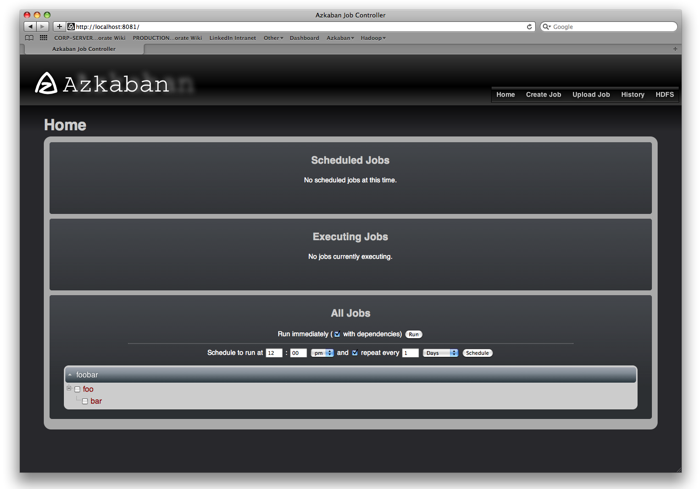 Azkaban Job Controller
http://localhost:8081/
Google
CORP-SERVER...orate Wiki PRODUCTION...orate Wiki LinkedIn Intranet Other Dashboard Azkaban Hadoop
Azkaban Job Controller
Azkaban
Home Create Job Upload Job History HDFS
Home
Scheduled Jobs
No scheduled jobs at this time.
Executing Jobs
No jobs currently executing.
All Jobs
Run immediately ( with dependencies) Run
Schedule to run at 12 : 00 pm and repeat every 1 Days Schedule
foobar
foo
bar